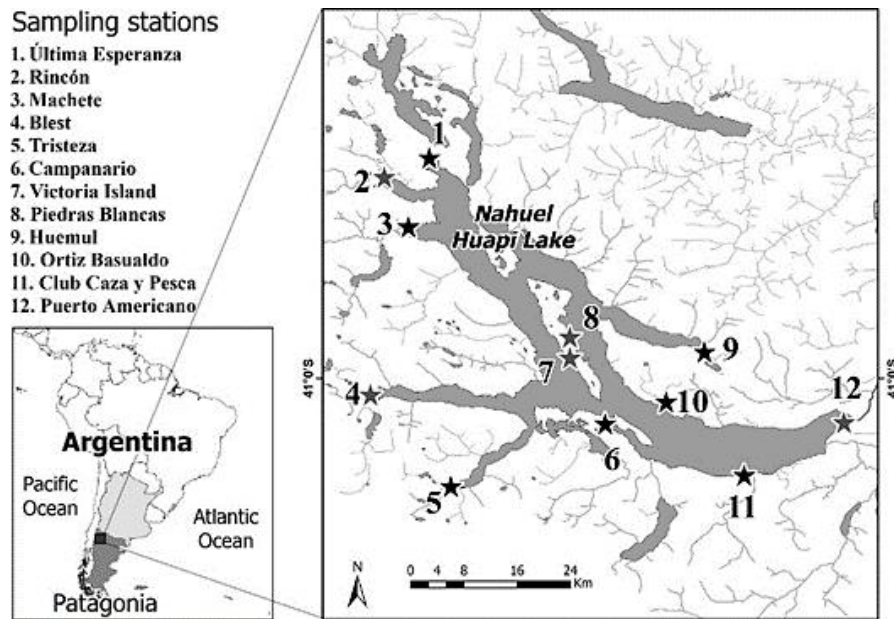 Sampling stations
1. Última Esperanza
2. Rincón
3. Machete
4. Blest
5. Tristeza
6. Campanario
7. Victoria Island
8. Piedras Blancas
9. Huemul
10. Ortiz Basualdo
11. Club Caza y Pesca
12. Puerto Americano
Argentina
Pacific
Ocean
Atlantic
Ocean
Patagonia
1
2
3
Nahuel
Huapi Lake
8
7
9
41°0'S
41°0'S
4
10
12
6
5
11
N
0 4 8 16 24
Km